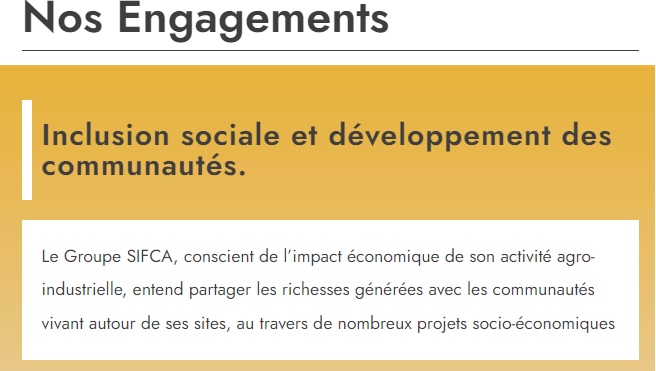 Nos Engagements
Inclusion sociale et développement des
communautés.
Le Groupe SIFCA, conscient de l’impact économique de son activité agro-
industrielle, entend partager les richesses générées avec les communautés
vivant autour de ses sites, au travers de nombreux projets socio-économiques